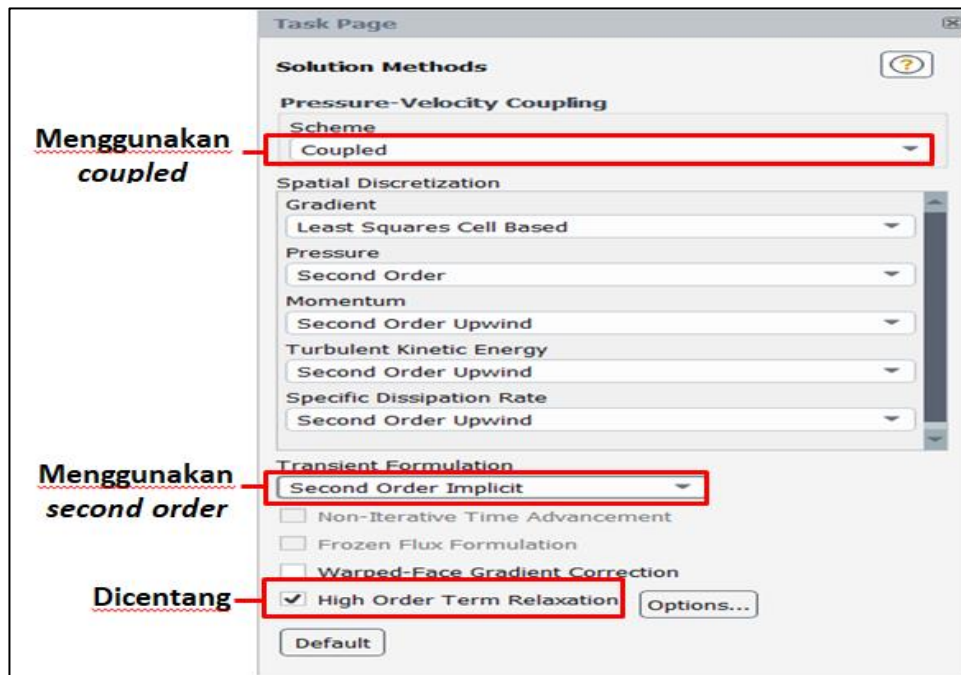 Task Page
Solution Methods
Pressure-Velocity Coupling
Scheme
Menggunakan
coupled
Coupled
Spatial Discretization
Gradient
Least Squares Cell Based
Pressure
Second Order
Momentum
Second Order Upwind
Turbulent Kinetic Energy
Second Order Upwind
Specific Dissipation Rate
Second Order Upwind
Transient Formulation
Menggunakan
second order
Second Order Implicit
Non-Iterative Time Advancement
Frozen Flux Formulation
Warped-Face Gradient Correction
Dicentang
High Order Term Relaxation
Options...
Default